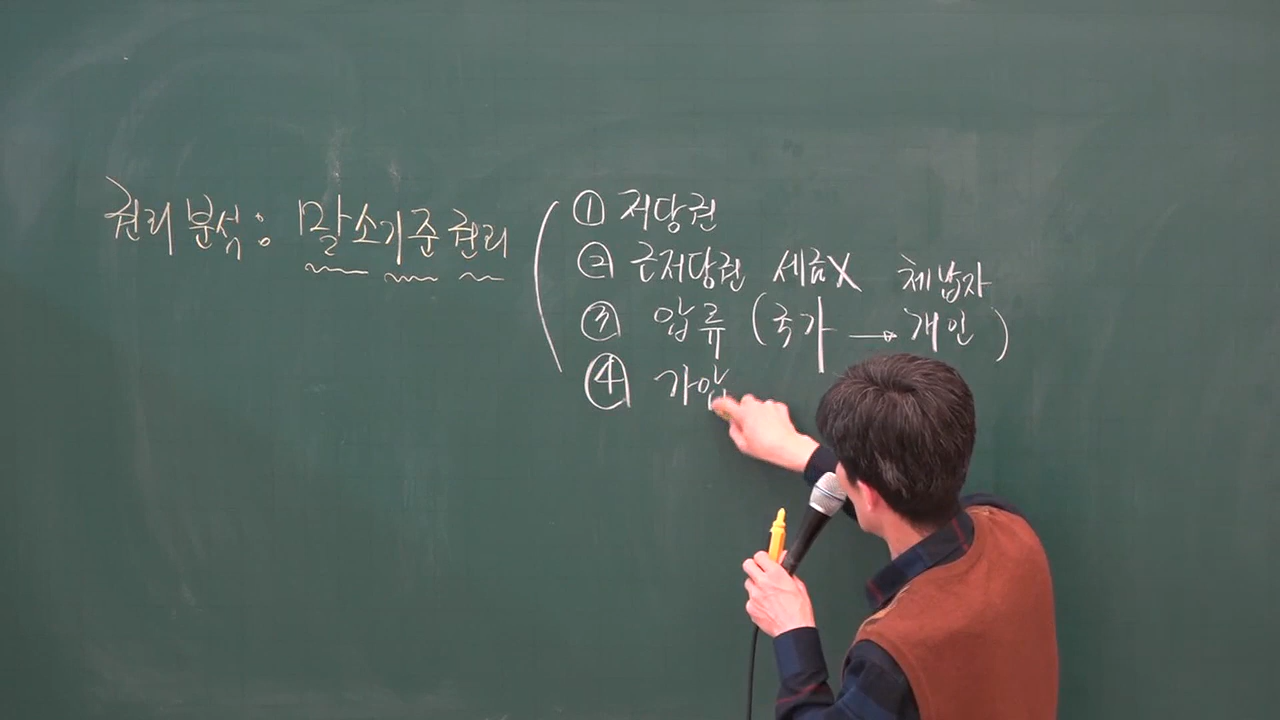 권리분석: 말소기준권리
① 저당권
② 근저당권 세금X 체납자
③ 압류 (국가 → 개인)
④ 가압